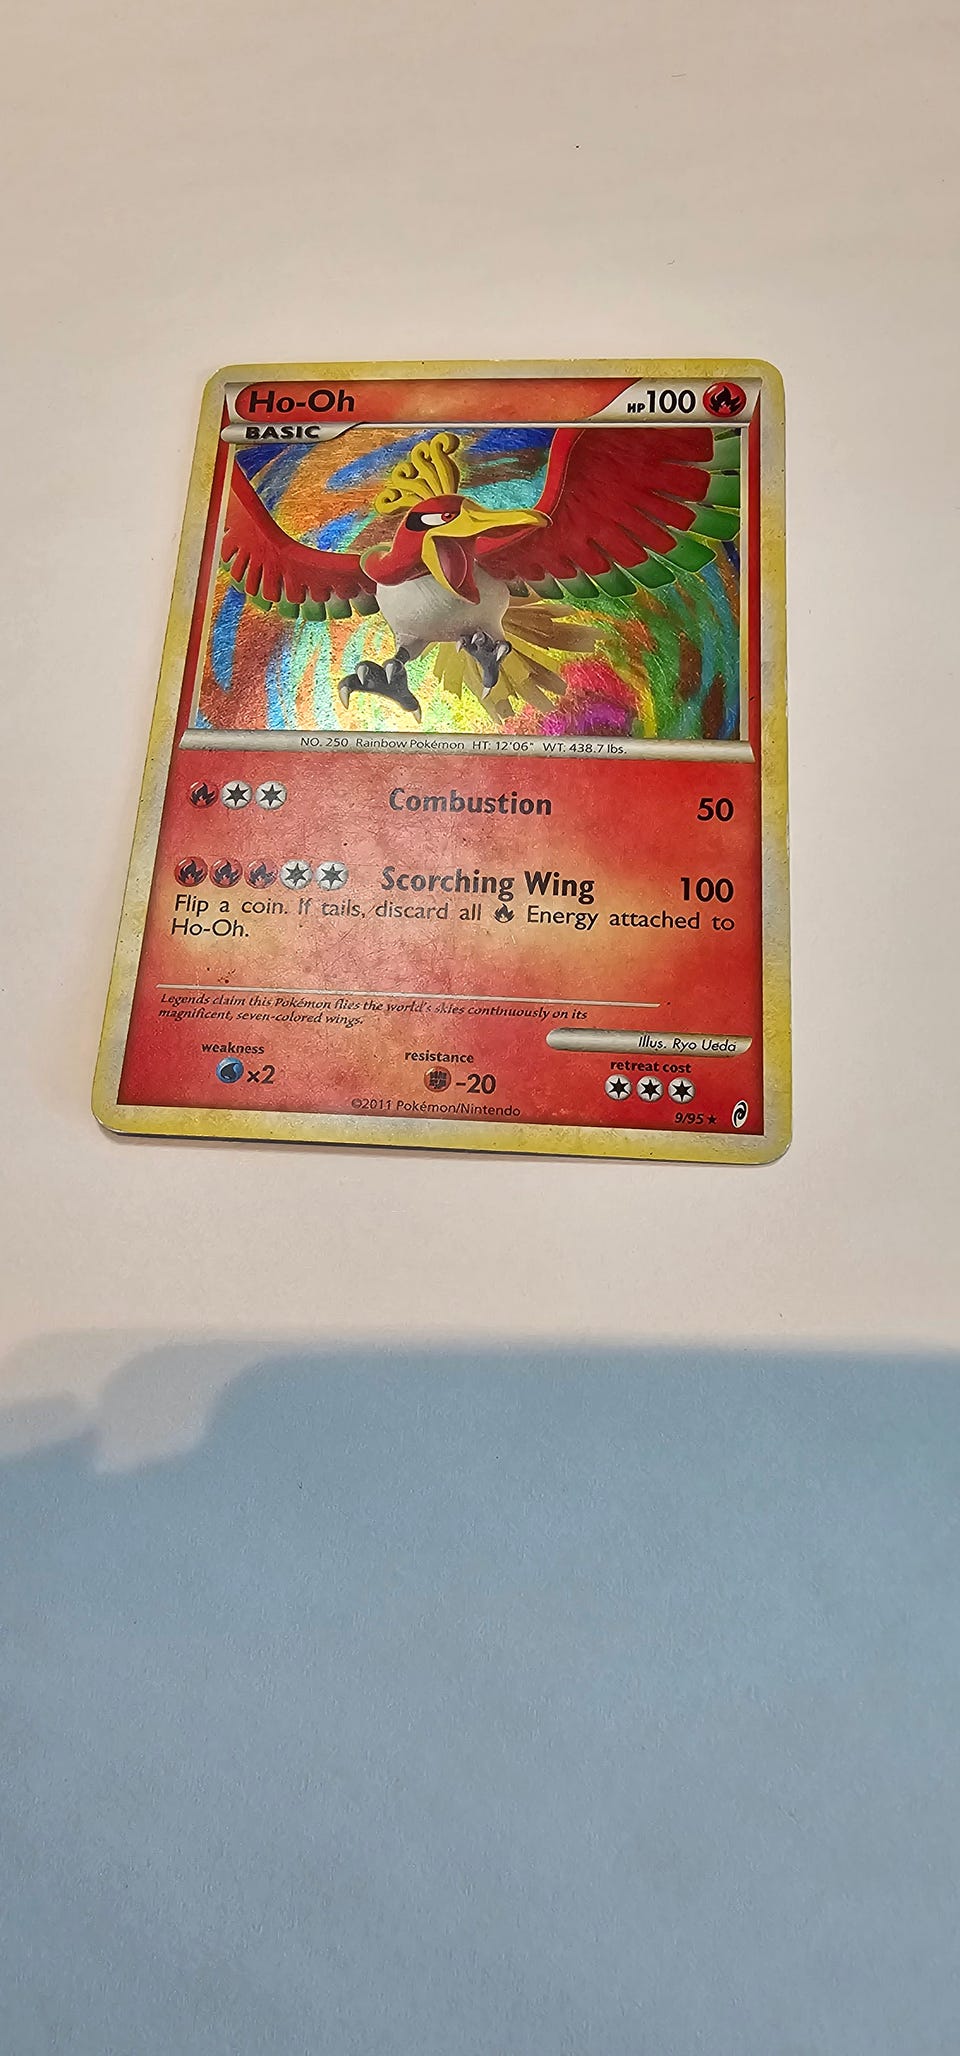 Ho-Oh HP100
BASIC
NO. 250 Rainbow Pokémon HT: 12'06" WT: 438.7 lbs.
Combustion 50
Scorching Wing 100
Flip a coin. If tails, discard all Energy attached to
Ho-Oh.
Legends claim this Pokémon flies the world's skies continuously on its
magnificent, seven-colored wings.
Illus. Ryo Ueda
weakness resistance retreat cost
×2 -20
©2011 Pokémon/Nintendo 9/95 ★